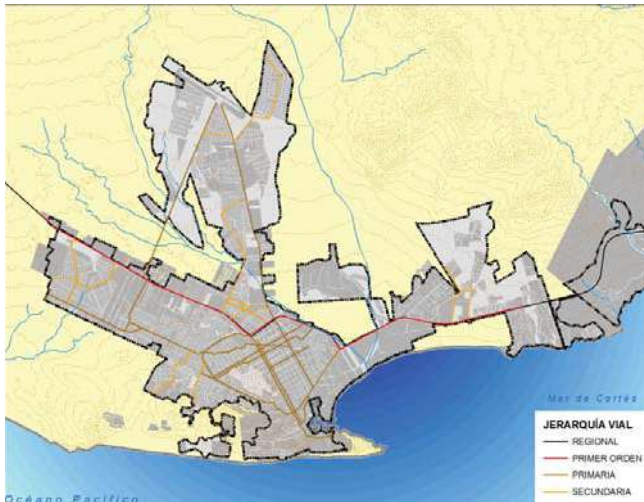 Mar de Cortés
JERARQUÍA VIAL
REGIONAL
PRIMER ORDEN
PRIMARIA
SECUNDARIA
Océano Pacífico